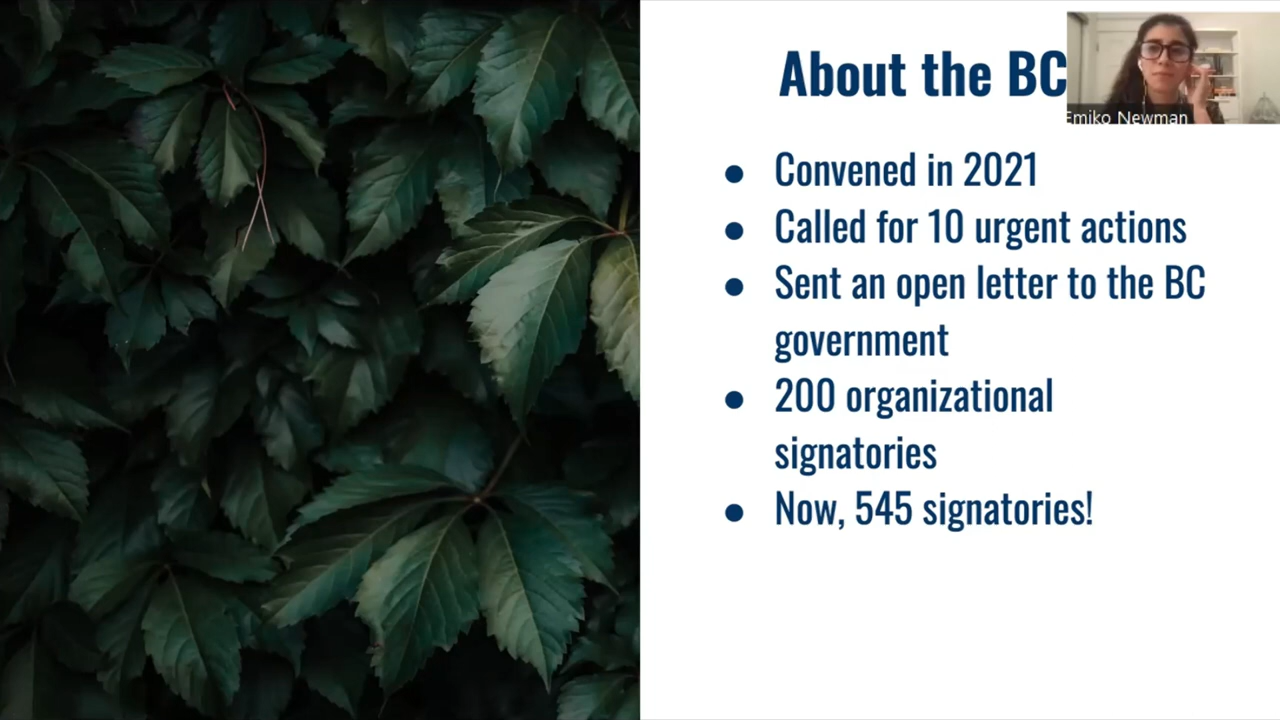 About the BC
Emiko Newman
● Convened in 2021
● Called for 10 urgent actions
● Sent an open letter to the BC
government
● 200 organizational
signatories
● Now, 545 signatories!